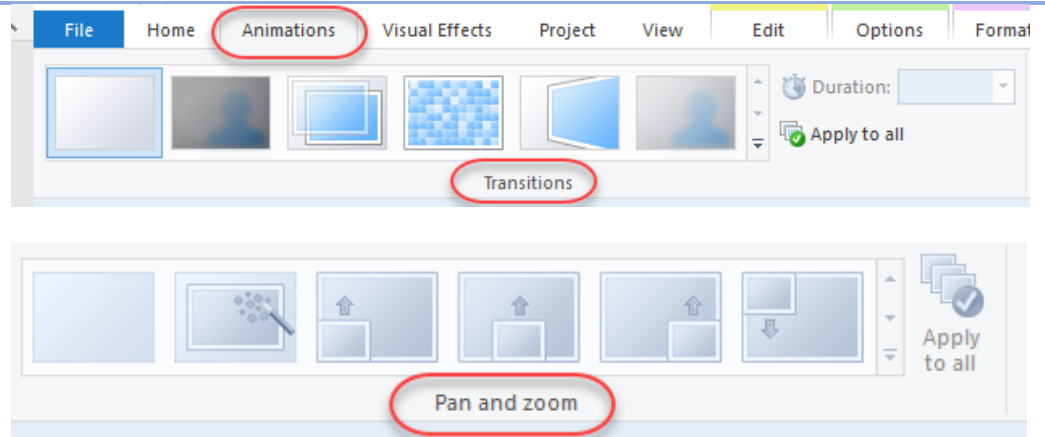 File Home Animations Visual Effects Project View Edit Options Format
Duration:
Apply to all
Transitions
Apply
to all
Pan and zoom